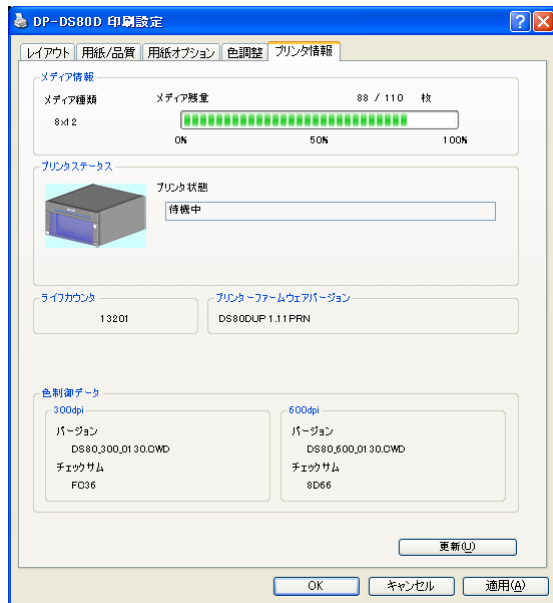 DP-DS80D 印刷設定
レイアウト 用紙/品質 用紙オプション 色調整 プリンタ情報
メディア情報
メディア種類 メディア残量 88 / 110 枚
8x12
0% 50% 100%
プリンタステータス
プリンタ状態
待機中
ライフカウンタ プリンターファームウェアバージョン
13201 DS80DUP 1.11 PRN
色制御データ
300dpi 600dpi
バージョン バージョン
DS80_300_0130.CWD DS80_600_0130.CWD
チェックサム チェックサム
FC36 8D66
更新(U)
OK キャンセル 適用(A)